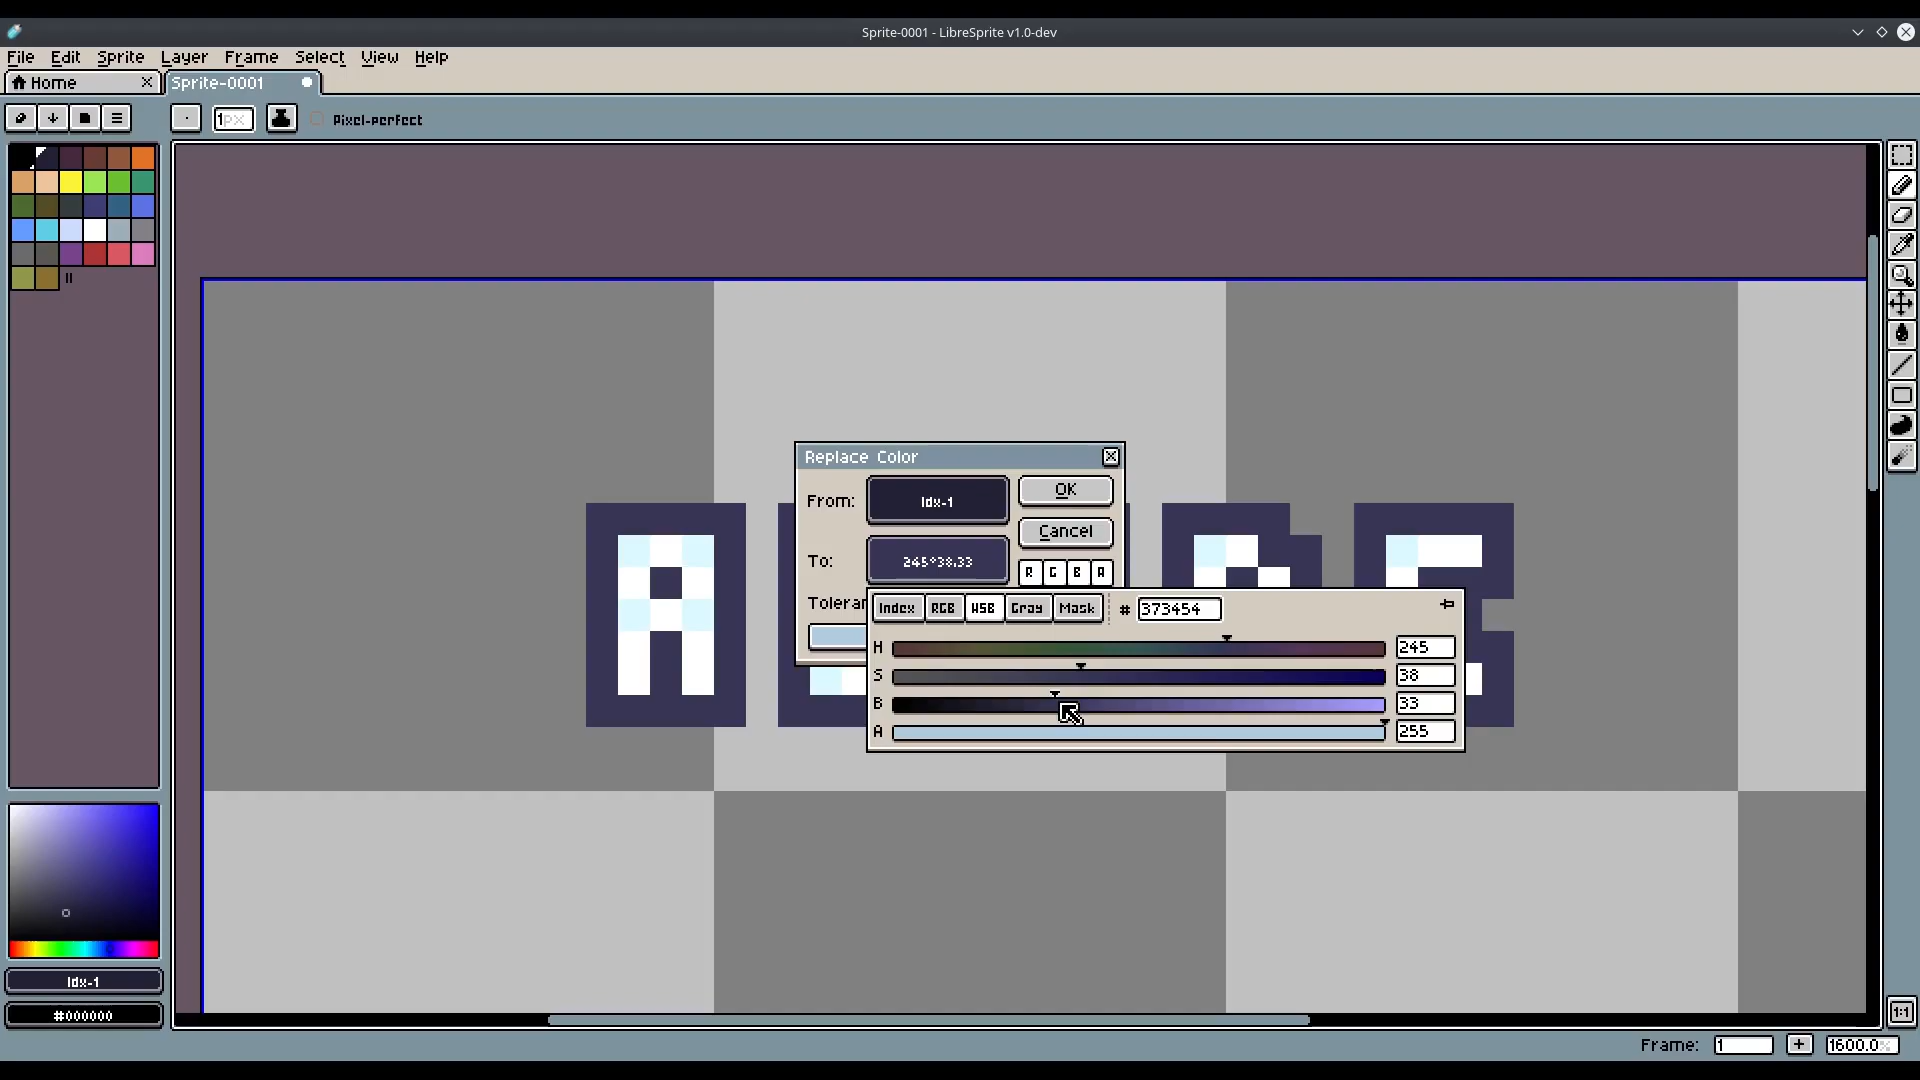 Sprite-0001 - LibreSprite v1.0-dev
File Edit Sprite Layer Frame Select View Help
Home Sprite-0001
1px Pixel-perfect
Replace Color
From: Idx-1 OK
Cancel
To: 245°38.33 R G B A
Index RGB HSB Gray Mask # 373454
H 245
S 38
B 33
A 255
Idx-1
#000000
1:1
Frame: 1 + 1600.0